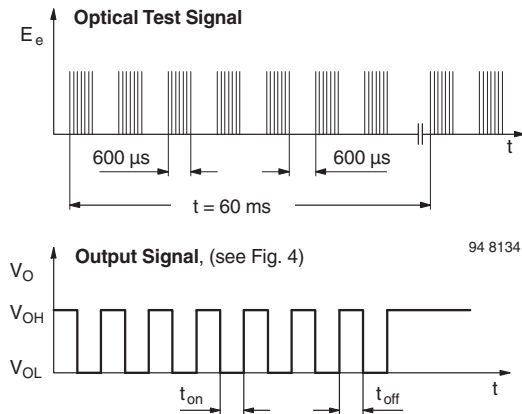 Optical Test Signal
E e
600 µs
600 µs
t
t = 60 ms
94 8134
Output Signal, (see Fig. 4)
V O
V OH
V OL
t on
t off
t